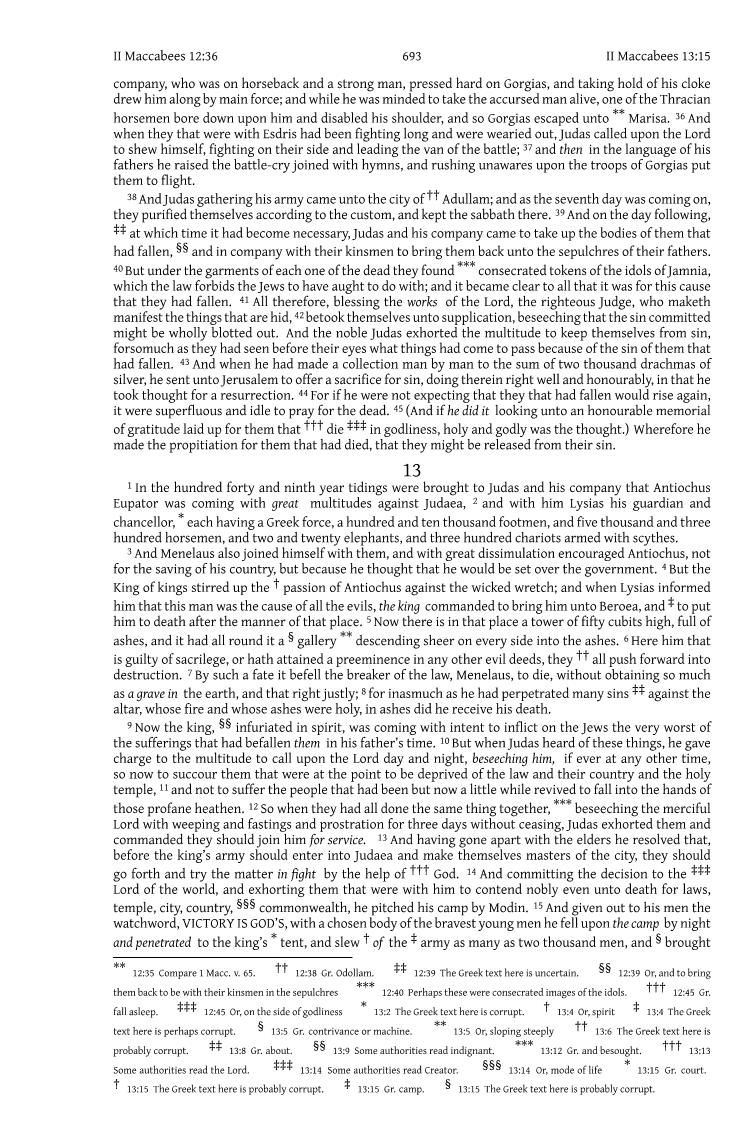 II Maccabees 12:36 693 II Maccabees 13:15
company, who was on horseback and a strong man, pressed hard on Gorgias, and taking hold of his cloke
drew him along by main force; and while he was minded to take the accursed man alive, one of the Thracian
horsemen bore down upon him and disabled his shoulder, and so Gorgias escaped unto ** Marisa. 36 And
when they that were with Esdris had been fighting long and were wearied out, Judas called upon the Lord
to shew himself, fighting on their side and leading the van of the battle; 37 and then in the language of his
fathers he raised the battle-cry joined with hymns, and rushing unawares upon the troops of Gorgias put
them to flight.
38 And Judas gathering his army came unto the city of †† Adullam; and as the seventh day was coming on,
they purified themselves according to the custom, and kept the sabbath there. 39 And on the day following,
‡‡ at which time it had become necessary, Judas and his company came to take up the bodies of them that
had fallen, §§ and in company with their kinsmen to bring them back unto the sepulchres of their fathers.
40 But under the garments of each one of the dead they found *** consecrated tokens of the idols of Jamnia,
which the law forbids the Jews to have aught to do with; and it became clear to all that it was for this cause
that they had fallen. 41 All therefore, blessing the works of the Lord, the righteous Judge, who maketh
manifest the things that are hid, 42 betook themselves unto supplication, beseeching that the sin committed
might be wholly blotted out. And the noble Judas exhorted the multitude to keep themselves from sin,
forsomuch as they had seen before their eyes what things had come to pass because of the sin of them that
had fallen. 43 And when he had made a collection man by man to the sum of two thousand drachmas of
silver, he sent unto Jerusalem to offer a sacrifice for sin, doing therein right well and honourably, in that he
took thought for a resurrection. 44 For if he were not expecting that they that had fallen would rise again,
it were superfluous and idle to pray for the dead. 45 (And if he did it looking unto an honourable memorial
of gratitude laid up for them that ††† die ‡‡‡ in godliness, holy and godly was the thought.) Wherefore he
made the propitiation for them that had died, that they might be released from their sin.
13
1 In the hundred forty and ninth year tidings were brought to Judas and his company that Antiochus
Eupator was coming with great multitudes against Judaea, 2 and with him Lysias his guardian and
chancellor, * each having a Greek force, a hundred and ten thousand footmen, and five thousand and three
hundred horsemen, and two and twenty elephants, and three hundred chariots armed with scythes.
3 And Menelaus also joined himself with them, and with great dissimulation encouraged Antiochus, not
for the saving of his country, but because he thought that he would be set over the government. 4 But the
King of kings stirred up the † passion of Antiochus against the wicked wretch; and when Lysias informed
him that this man was the cause of all the evils, the king commanded to bring him unto Beroea, and ‡ to put
him to death after the manner of that place. 5 Now there is in that place a tower of fifty cubits high, full of
ashes, and it had all round it a § gallery ** descending sheer on every side into the ashes. 6 Here him that
is guilty of sacrilege, or hath attained a preeminence in any other evil deeds, they †† all push forward into
destruction. 7 By such a fate it befell the breaker of the law, Menelaus, to die, without obtaining so much
as a grave in the earth, and that right justly; 8 for inasmuch as he had perpetrated many sins ‡‡ against the
altar, whose fire and whose ashes were holy, in ashes did he receive his death.
9 Now the king, §§ infuriated in spirit, was coming with intent to inflict on the Jews the very worst of
the sufferings that had befallen them in his father's time. 10 But when Judas heard of these things, he gave
charge to the multitude to call upon the Lord day and night, beseeching him, if ever at any other time,
so now to succour them that were at the point to be deprived of the law and their country and the holy
temple, 11 and not to suffer the people that had been but now a little while revived to fall into the hands of
those profane heathen. 12 So when they had all done the same thing together, *** beseeching the merciful
Lord with weeping and fastings and prostration for three days without ceasing, Judas exhorted them and
commanded they should join him for service. 13 And having gone apart with the elders he resolved that,
before the king's army should enter into Judaea and make themselves masters of the city, they should
go forth and try the matter in fight by the help of ††† God. 14 And committing the decision to the ‡‡‡
Lord of the world, and exhorting them that were with him to contend nobly even unto death for laws,
temple, city, country, §§§ commonwealth, he pitched his camp by Modin. 15 And given out to his men the
watchword, VICTORY IS GOD'S, with a chosen body of the bravest young men he fell upon the camp by night
and penetrated to the king's * tent, and slew † of the ‡ army as many as two thousand men, and § brought
** 12:35 Compare 1 Macc. v. 65. †† 12:38 Gr. Odollam. ‡‡ 12:39 The Greek text here is uncertain. §§ 12:39 Or, and to bring
them back to be with their kinsmen in the sepulchres *** 12:40 Perhaps these were consecrated images of the idols. ††† 12:45 Gr.
fall asleep. ‡‡‡ 12:45 Or, on the side of godliness * 13:2 The Greek text here is corrupt. † 13:4 Or, spirit ‡ 13:4 The Greek
text here is perhaps corrupt. § 13:5 Gr. contrivance or machine. ** 13:5 Or, sloping steeply †† 13:6 The Greek text here is
probably corrupt. ‡‡ 13:8 Gr. about. §§ 13:9 Some authorities read indignant. *** 13:12 Gr. and besought. ††† 13:13
Some authorities read the Lord. ‡‡‡ 13:14 Some authorities read Creator. §§§ 13:14 Or, mode of life * 13:15 Gr. court.
† 13:15 The Greek text here is probably corrupt. ‡ 13:15 Gr. camp. § 13:15 The Greek text here is probably corrupt.